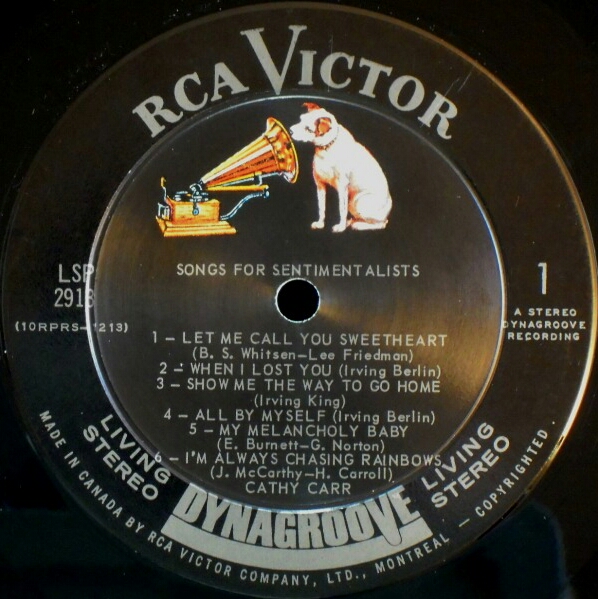 RCA VICTOR
SONGS FOR SENTIMENTALISTS
LSP
2918
(10RPRS- 213)
1
A STEREO
DYNAGROOVE
RECORDING
1 – LET ME CALL YOU SWEETHEART
(B. S. Whitsen–Lee Friedman)
2 – WHEN I LOST YOU (Irving Berlin)
3 – SHOW ME THE WAY TO GO HOME
(Irving King)
4 – ALL BY MYSELF (Irving Berlin)
5 – MY MELANCHOLY BABY
(E. Burnett–G. Norton)
6 – I'M ALWAYS CHASING RAINBOWS
(J. McCarthy–H. Carroll)
CATHY CARR
LIVING
STEREO
DYNAGROOVE
LIVING
STEREO
MADE IN CANADA BY RCA VICTOR COMPANY, LTD., MONTREAL – COPYRIGHTED